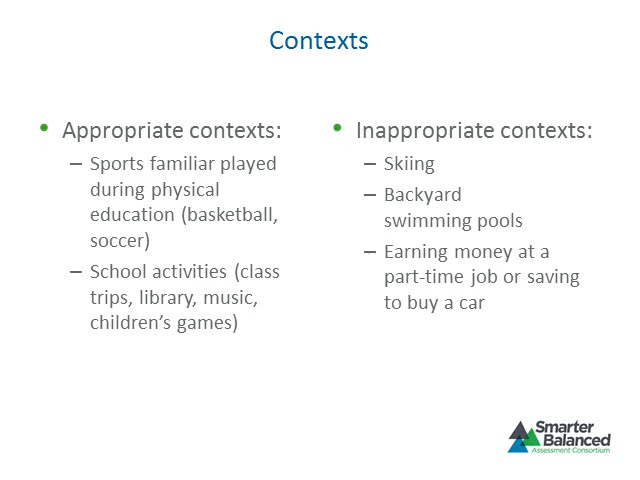 Contexts
• Appropriate contexts:
– Sports familiar played
during physical
education (basketball,
soccer)
– School activities (class
trips, library, music,
children’s games)
• Inappropriate contexts:
– Skiing
– Backyard
swimming pools
– Earning money at a
part-time job or saving
to buy a car
Smarter
Balanced
Assessment Consortium